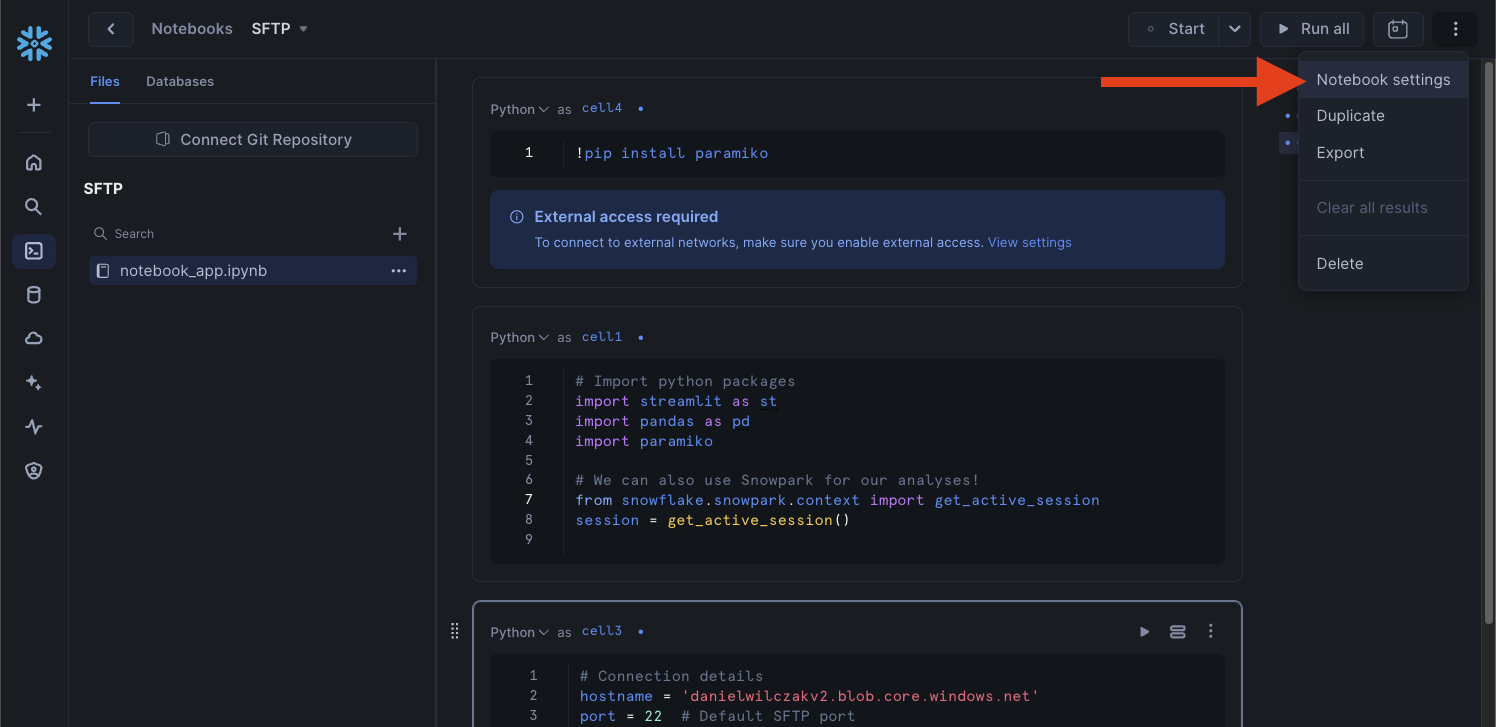 Notebooks SFTP
Start
Run all
Files Databases
Connect Git Repository
SFTP
Search
notebook_app.ipynb
Notebook settings
Duplicate
Export
Clear all results
Delete
Python as cell4
1 !pip install paramiko
External access required
To connect to external networks, make sure you enable external access. View settings
Python as cell1
1 # Import python packages
2 import streamlit as st
3 import pandas as pd
4 import paramiko
5
6 # We can also use Snowpark for our analyses!
7 from snowflake.snowpark.context import get_active_session
8 session = get_active_session()
9
Python as cell3
1 # Connection details
2 hostname = 'danielwilczakv2.blob.core.windows.net'
3 port = 22 # Default SFTP port